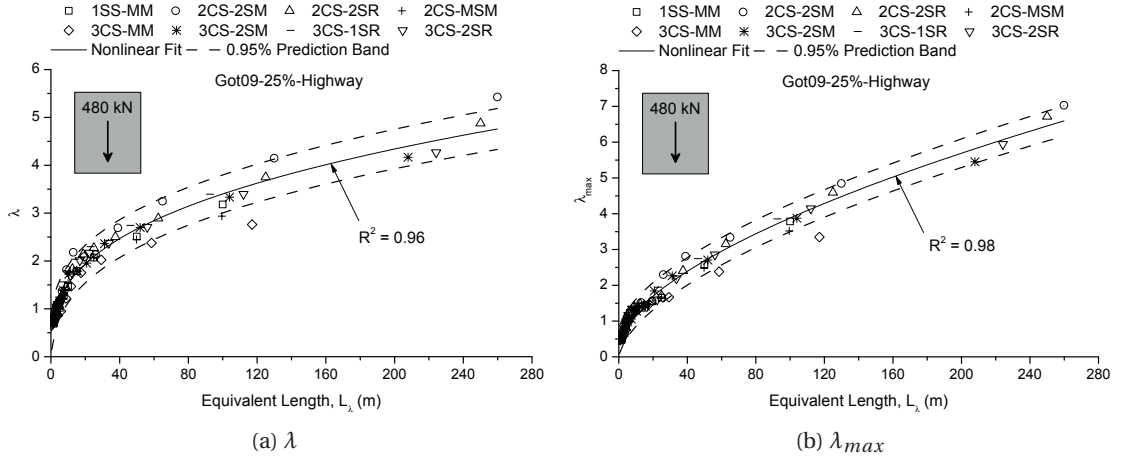 □ 1SS-MM ○ 2CS-2SM △ 2CS-2SR + 2CS-MSM
◇ 3CS-MM ✱ 3CS-2SM − 3CS-1SR ▽ 3CS-2SR
Nonlinear Fit 0.95% Prediction Band
Got09-25%-Highway
480 kN
R² = 0.96
λ
6
5
4
3
2
1
0
0 40 80 120 160 200 240 280
Equivalent Length, L_λ (m)
(a) λ
□ 1SS-MM ○ 2CS-2SM △ 2CS-2SR + 2CS-MSM
◇ 3CS-MM ✱ 3CS-2SM − 3CS-1SR ▽ 3CS-2SR
Nonlinear Fit 0.95% Prediction Band
Got09-25%-Highway
480 kN
R² = 0.98
λ_max
8
7
6
5
4
3
2
1
0
0 40 80 120 160 200 240 280
Equivalent Length, L_λ (m)
(b) λ_max